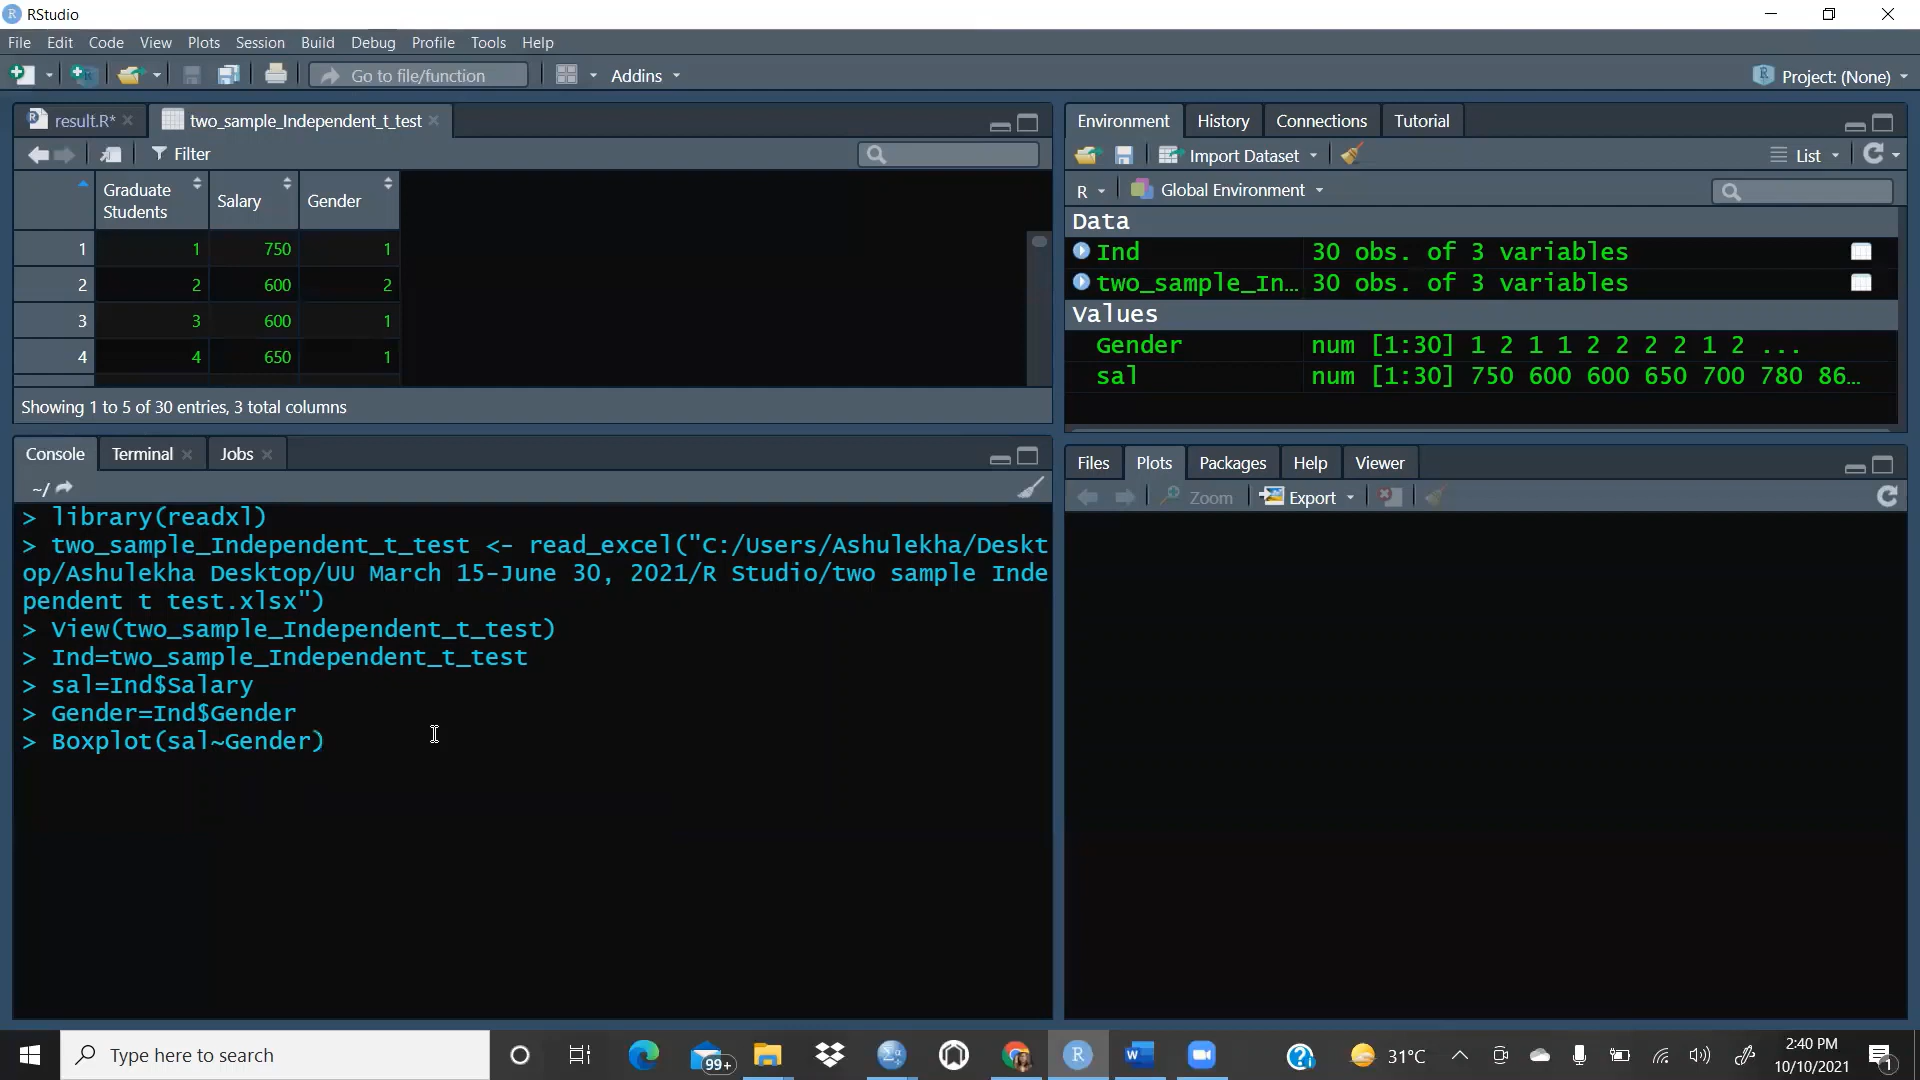 RStudio
File Edit Code View Plots Session Build Debug Profile Tools Help
Go to file/function Addins Project: (None)
result.R* two_sample_Independent_t_test
Filter
Graduate Students Salary Gender
1 1 750 1
2 2 600 2
3 3 600 1
4 4 650 1
Showing 1 to 5 of 30 entries, 3 total columns
Console Terminal Jobs
~/
> library(readxl)
> two_sample_Independent_t_test <- read_excel("C:/Users/Ashulekha/Deskt
op/Ashulekha Desktop/UU March 15-June 30, 2021/R Studio/two sample Inde
pendent t test.xlsx")
> View(two_sample_Independent_t_test)
> Ind=two_sample_Independent_t_test
> sal=Ind$Salary
> Gender=Ind$Gender
> Boxplot(sal~Gender)
Environment History Connections Tutorial
Import Dataset List
R Global Environment
Data
Ind 30 obs. of 3 variables
two_sample_In… 30 obs. of 3 variables
Values
Gender num [1:30] 1 2 1 1 2 2 2 2 1 2 ...
sal num [1:30] 750 600 600 650 700 780 86…
Files Plots Packages Help Viewer
Zoom Export
Type here to search
99+
31°C
2:40 PM
10/10/2021
1